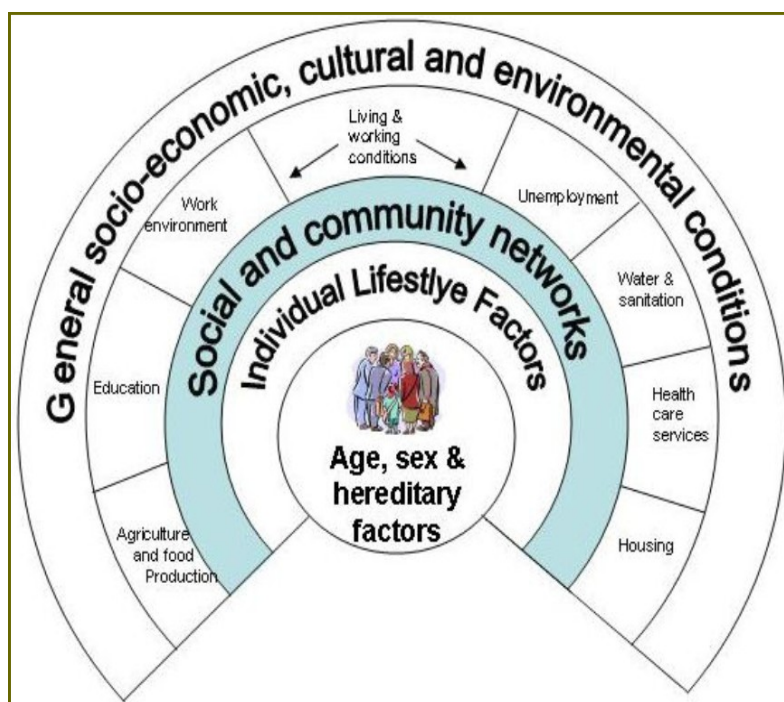 General socio-economic, cultural and environmental conditions
Living &
working
conditions
Work
environment
Unemployment
Education
Water &
sanitation
Agriculture
and food
Production
Health
care
services
Housing
Social and community networks
Individual Lifestlye Factors
Age, sex &
hereditary
factors